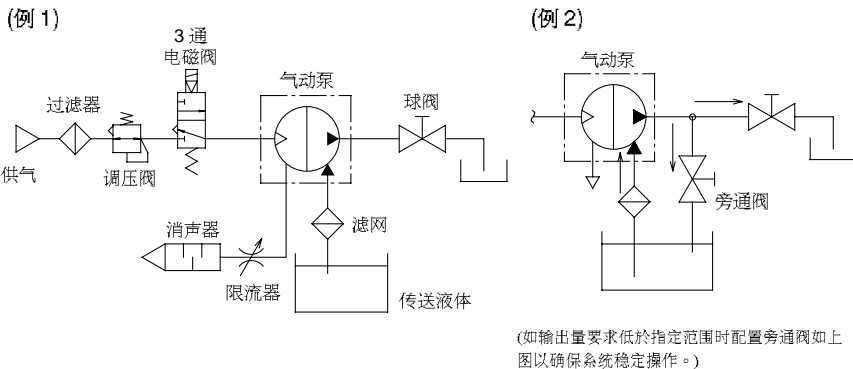 (例 1)
3 通
电磁阀
过滤器
供气
调压阀
气动泵
球阀
消声器
限流器
滤网
传送液体
(例 2)
气动泵
旁通阀
(如输出量要求低於指定范围时配置旁通阀如上
图以确保系统稳定操作。)